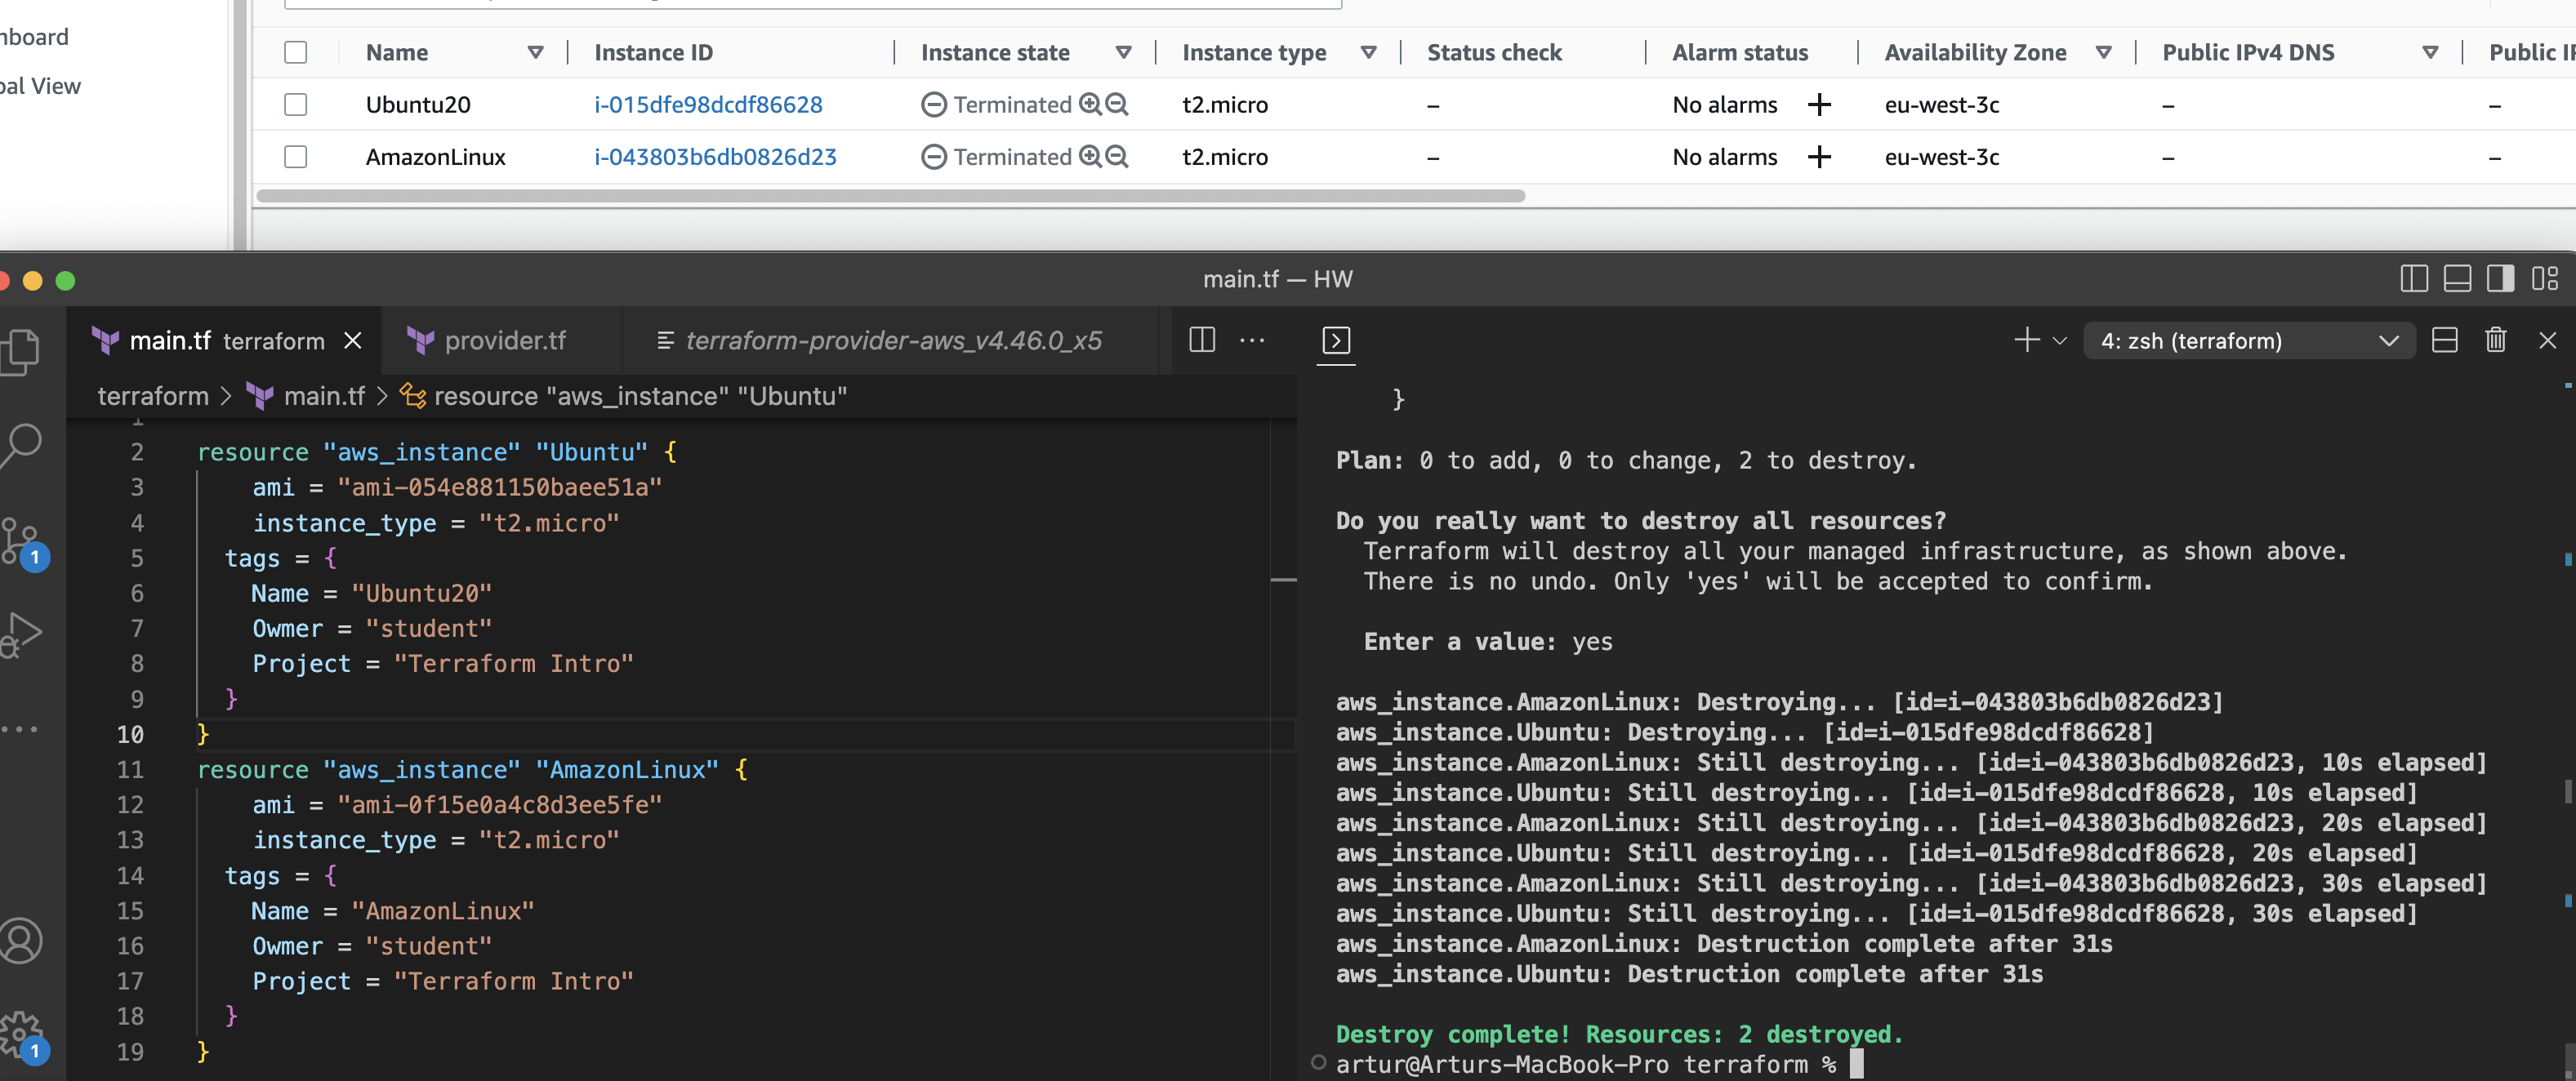 Name Instance ID Instance state Instance type Status check Alarm status Availability Zone Public IPv4 DNS Public
Ubuntu20 i-015dfe98dcdf86628 Terminated t2.micro – No alarms + eu-west-3c – –
AmazonLinux i-043803b6db0826d23 Terminated t2.micro – No alarms + eu-west-3c – –
View
main.tf — HW
main.tf terraform provider.tf terraform-provider-aws_v4.46.0_x5
terraform > main.tf > resource "aws_instance" "Ubuntu"
1
2 resource "aws_instance" "Ubuntu" {
3 ami = "ami-054e881150baee51a"
4 instance_type = "t2.micro"
5 tags = {
6 Name = "Ubuntu20"
7 Owmer = "student"
8 Project = "Terraform Intro"
9 }
10 }
11 resource "aws_instance" "AmazonLinux" {
12 ami = "ami-0f15e0a4c8d3ee5fe"
13 instance_type = "t2.micro"
14 tags = {
15 Name = "AmazonLinux"
16 Owmer = "student"
17 Project = "Terraform Intro"
18 }
19 }
1
1
4: zsh (terraform)
}
Plan: 0 to add, 0 to change, 2 to destroy.
Do you really want to destroy all resources?
Terraform will destroy all your managed infrastructure, as shown above.
There is no undo. Only 'yes' will be accepted to confirm.
Enter a value: yes
aws_instance.AmazonLinux: Destroying... [id=i-043803b6db0826d23]
aws_instance.Ubuntu: Destroying... [id=i-015dfe98dcdf86628]
aws_instance.AmazonLinux: Still destroying... [id=i-043803b6db0826d23, 10s elapsed]
aws_instance.Ubuntu: Still destroying... [id=i-015dfe98dcdf86628, 10s elapsed]
aws_instance.AmazonLinux: Still destroying... [id=i-043803b6db0826d23, 20s elapsed]
aws_instance.Ubuntu: Still destroying... [id=i-015dfe98dcdf86628, 20s elapsed]
aws_instance.AmazonLinux: Still destroying... [id=i-043803b6db0826d23, 30s elapsed]
aws_instance.Ubuntu: Still destroying... [id=i-015dfe98dcdf86628, 30s elapsed]
aws_instance.AmazonLinux: Destruction complete after 31s
aws_instance.Ubuntu: Destruction complete after 31s
Destroy complete! Resources: 2 destroyed.
artur@Arturs-MacBook-Pro terraform %